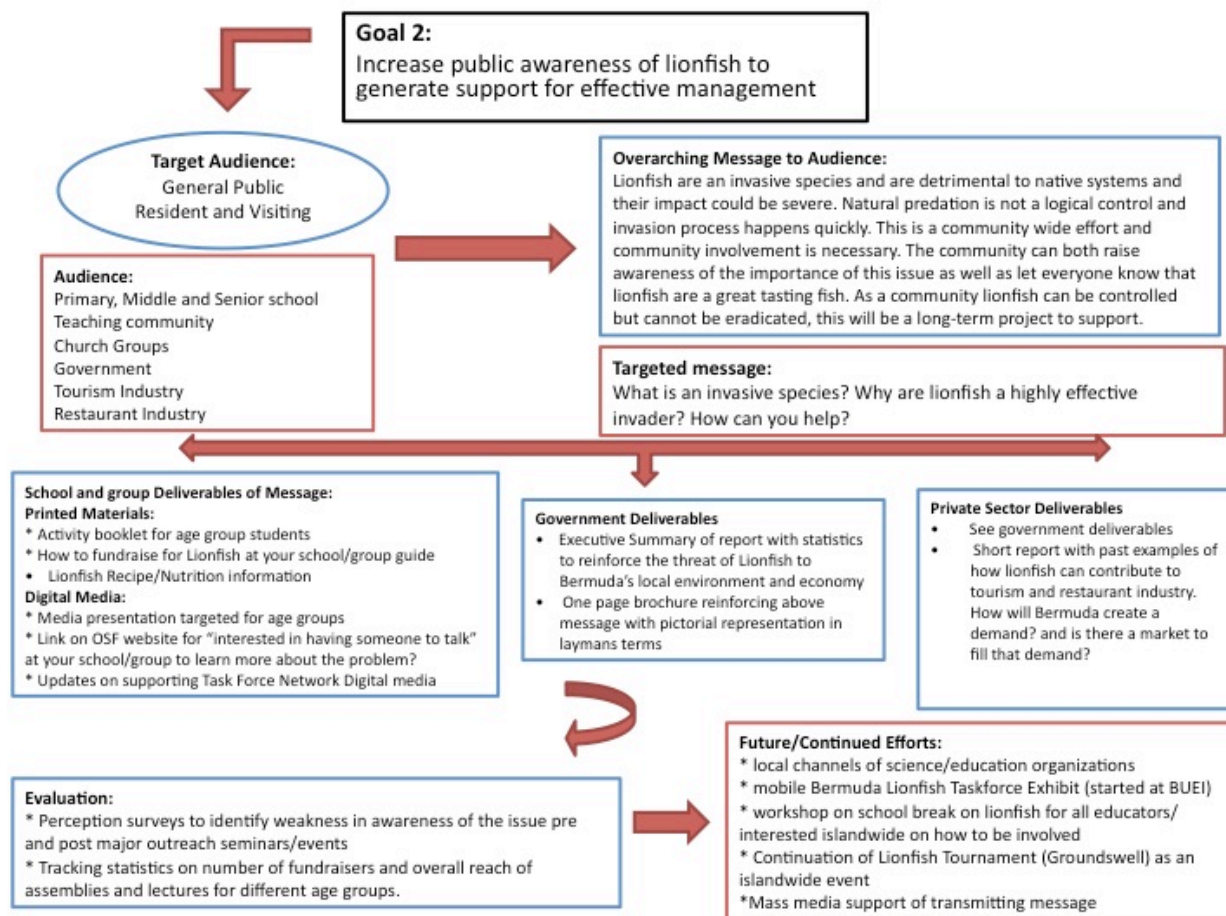 Goal 2:
Increase public awareness of lionfish to
generate support for effective management
Target Audience:
General Public
Resident and Visiting
Overarching Message to Audience:
Lionfish are an invasive species and are detrimental to native systems and
their impact could be severe. Natural predation is not a logical control and
invasion process happens quickly. This is a community wide effort and
community involvement is necessary. The community can both raise
awareness of the importance of this issue as well as let everyone know that
lionfish are a great tasting fish. As a community lionfish can be controlled
but cannot be eradicated, this will be a long-term project to support.
Audience:
Primary, Middle and Senior school
Teaching community
Church Groups
Government
Tourism Industry
Restaurant Industry
Targeted message:
What is an invasive species? Why are lionfish a highly effective
invader? How can you help?
School and group Deliverables of Message:
Printed Materials:
* Activity booklet for age group students
* How to fundraise for Lionfish at your school/group guide
• Lionfish Recipe/Nutrition information
Digital Media:
* Media presentation targeted for age groups
* Link on OSF website for “interested in having someone to talk”
at your school/group to learn more about the problem?
* Updates on supporting Task Force Network Digital media
Government Deliverables
• Executive Summary of report with statistics
to reinforce the threat of Lionfish to
Bermuda’s local environment and economy
• One page brochure reinforcing above
message with pictorial representation in
laymans terms
Private Sector Deliverables
• See government deliverables
• Short report with past examples of
how lionfish can contribute to
tourism and restaurant industry.
How will Bermuda create a
demand? and is there a market to
fill that demand?
Evaluation:
* Perception surveys to identify weakness in awareness of the issue pre
and post major outreach seminars/events
* Tracking statistics on number of fundraisers and overall reach of
assemblies and lectures for different age groups.
Future/Continued Efforts:
* local channels of science/education organizations
* mobile Bermuda Lionfish Taskforce Exhibit (started at BUEI)
* workshop on school break on lionfish for all educators/
interested islandwide on how to be involved
* Continuation of Lionfish Tournament (Groundswell) as an
islandwide event
*Mass media support of transmitting message